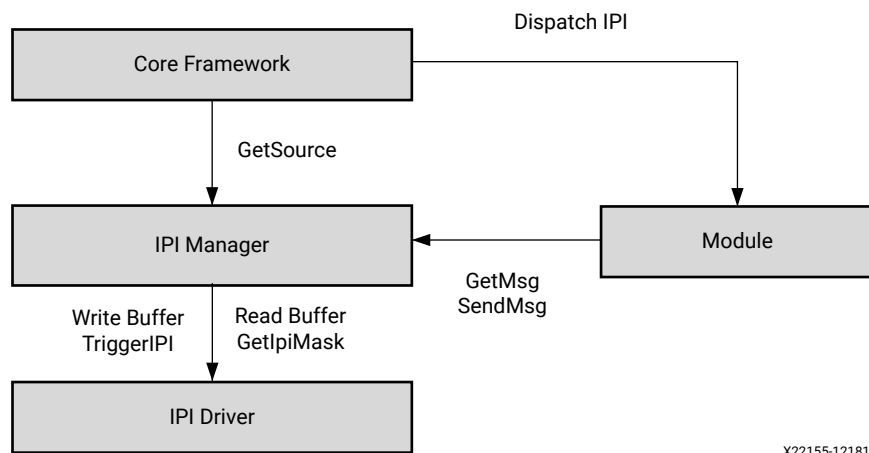 Dispatch IPI
Core Framework
GetSource
IPI Manager
Module
GetMsg
SendMsg
Write Buffer
TriggerIPI
Read Buffer
GetIpiMask
IPI Driver
X22155-12181